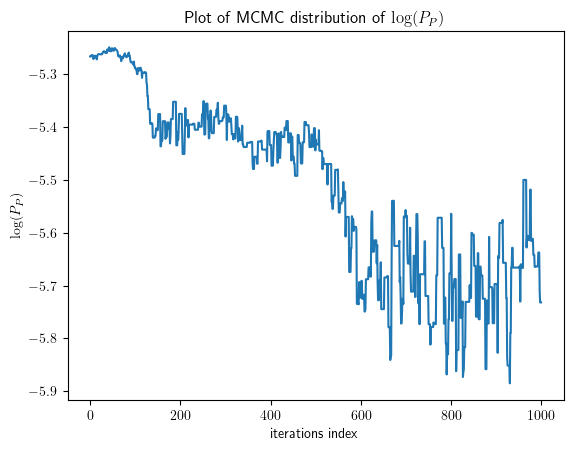 Plot of MCMC distribution of log(P_P)
−5.3
−5.4
−5.5
−5.6
−5.7
−5.8
−5.9
log(P_P)
0 200 400 600 800 1000
iterations index